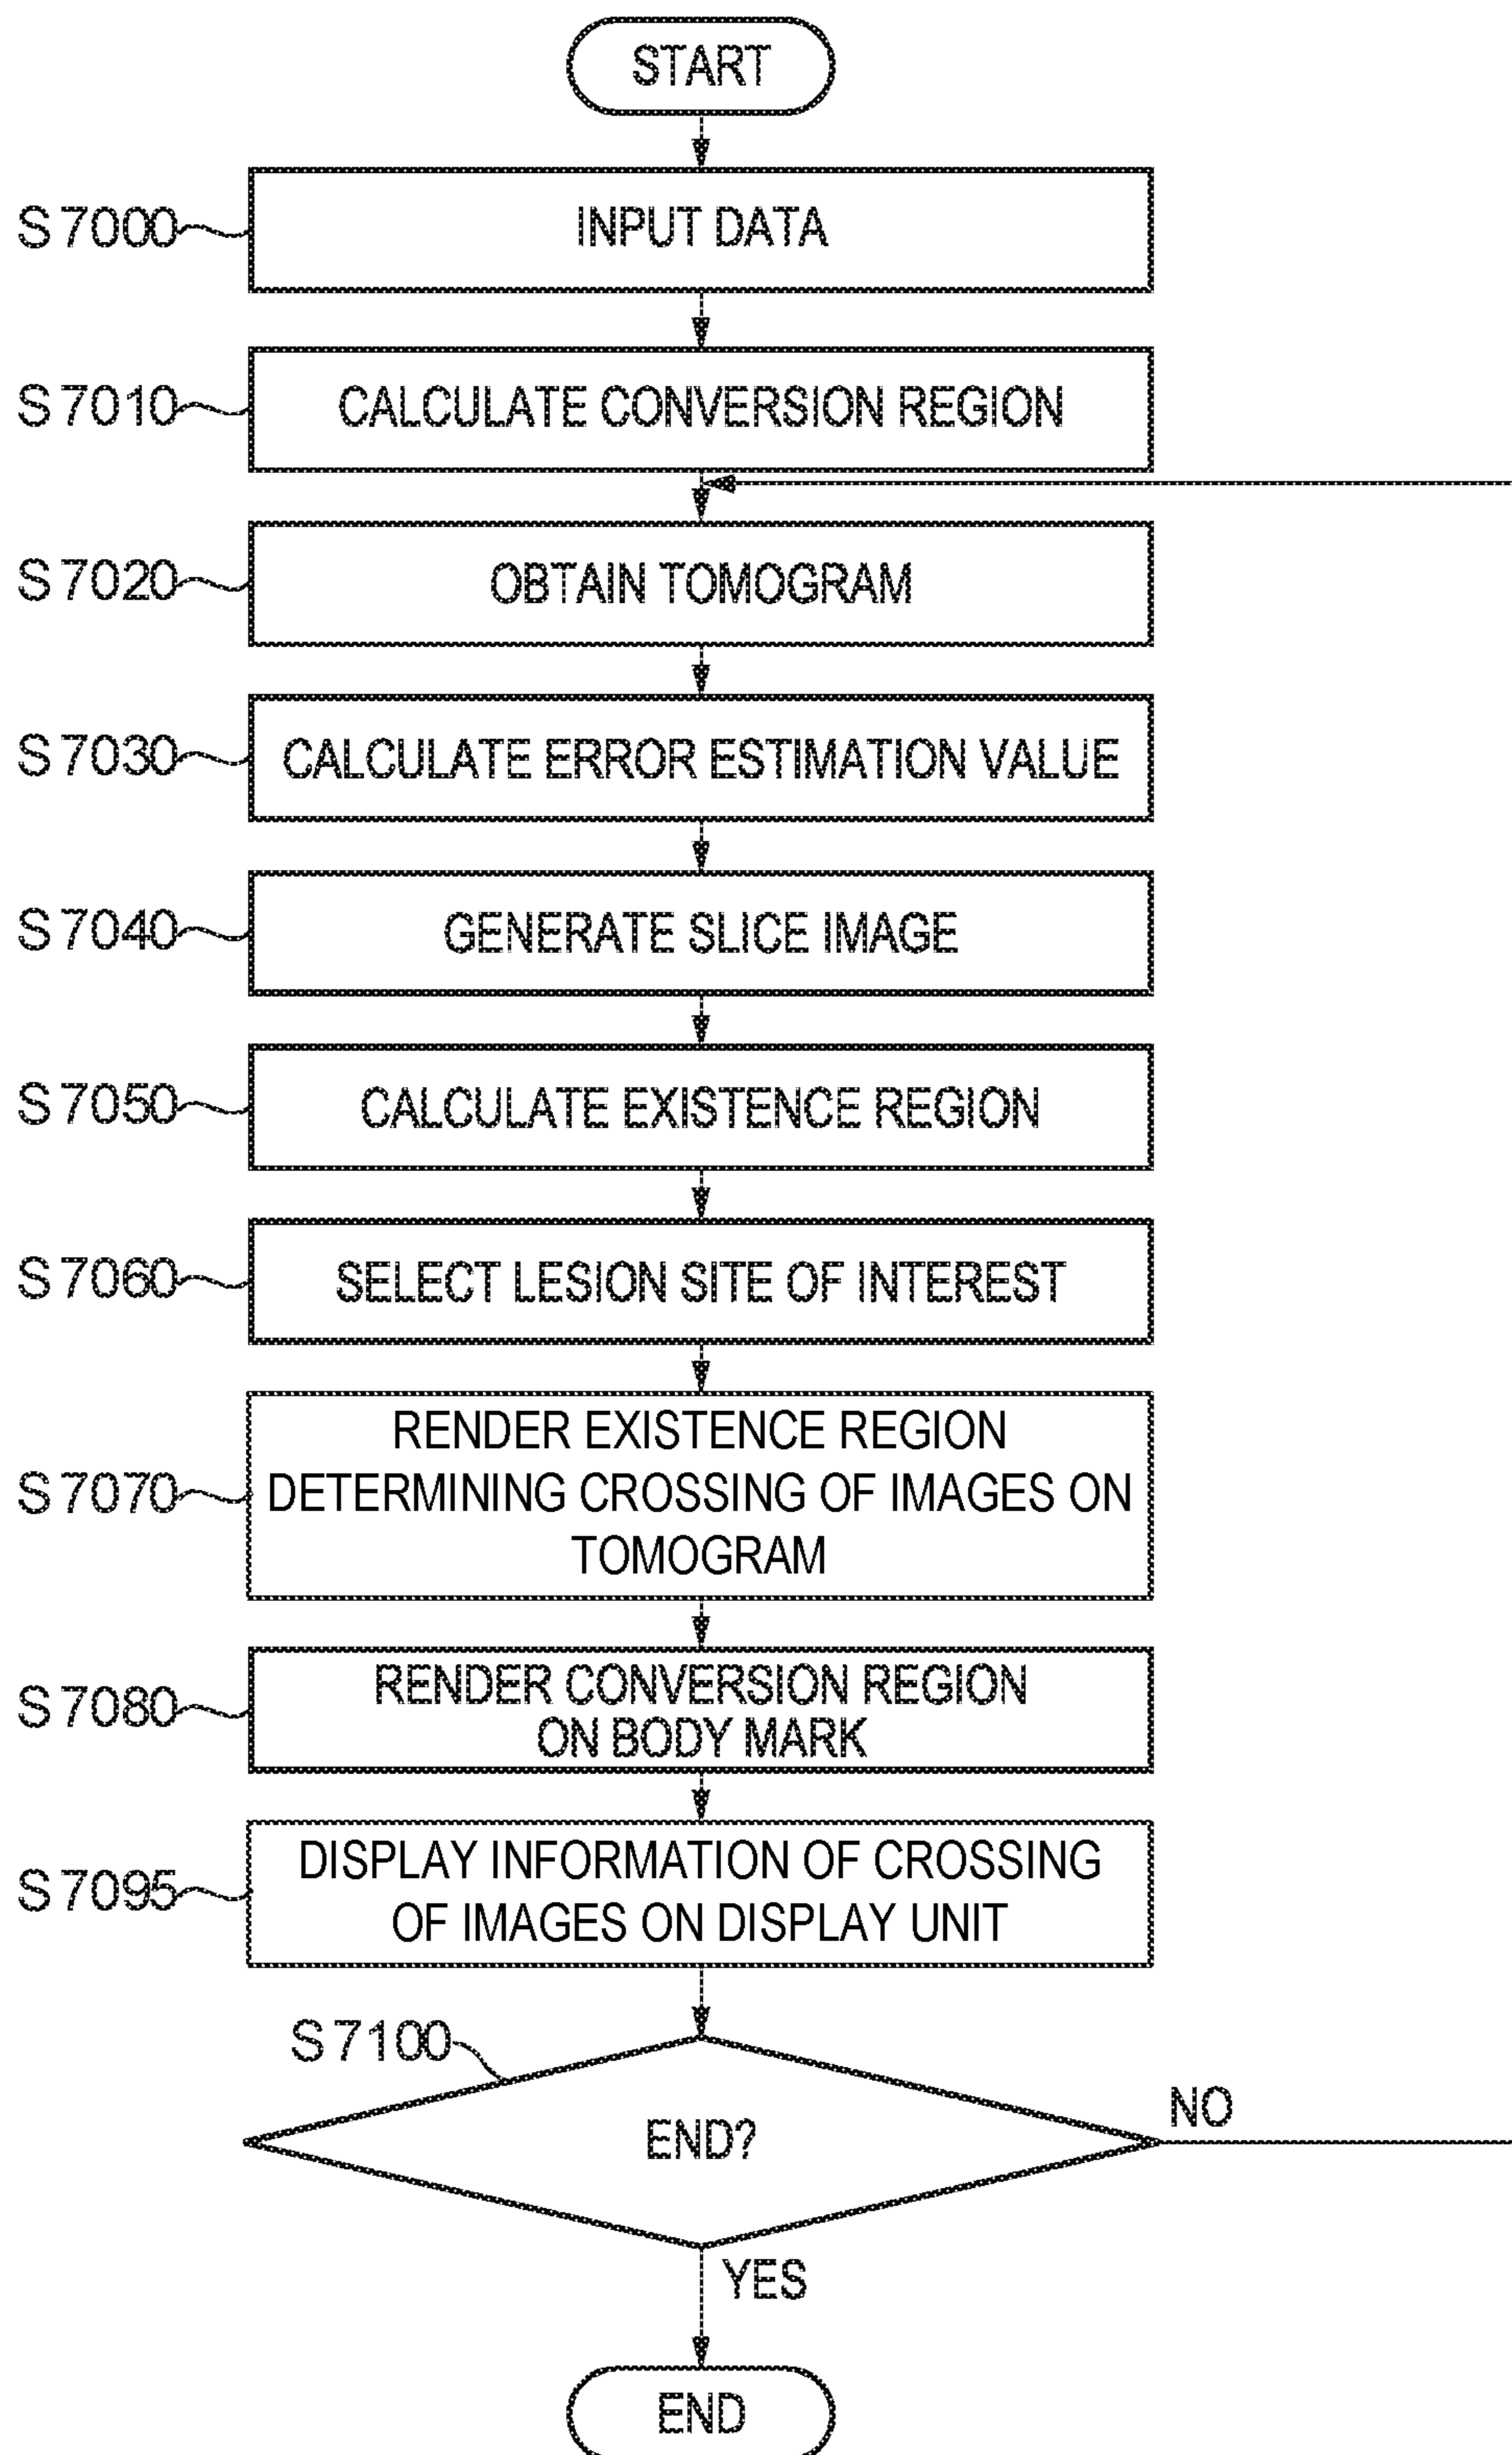 START
S7000
INPUT DATA
S7010
CALCULATE CONVERSION REGION
S7020
OBTAIN TOMOGRAM
S7030
CALCULATE ERROR ESTIMATION VALUE
S7040
GENERATE SLICE IMAGE
S7050
CALCULATE EXISTENCE REGION
S7060
SELECT LESION SITE OF INTEREST
S7070
RENDER EXISTENCE REGION
DETERMINING CROSSING OF IMAGES ON
TOMOGRAM
S7080
RENDER CONVERSION REGION
ON BODY MARK
S7095
DISPLAY INFORMATION OF CROSSING
OF IMAGES ON DISPLAY UNIT
S7100
END?
NO
YES
END